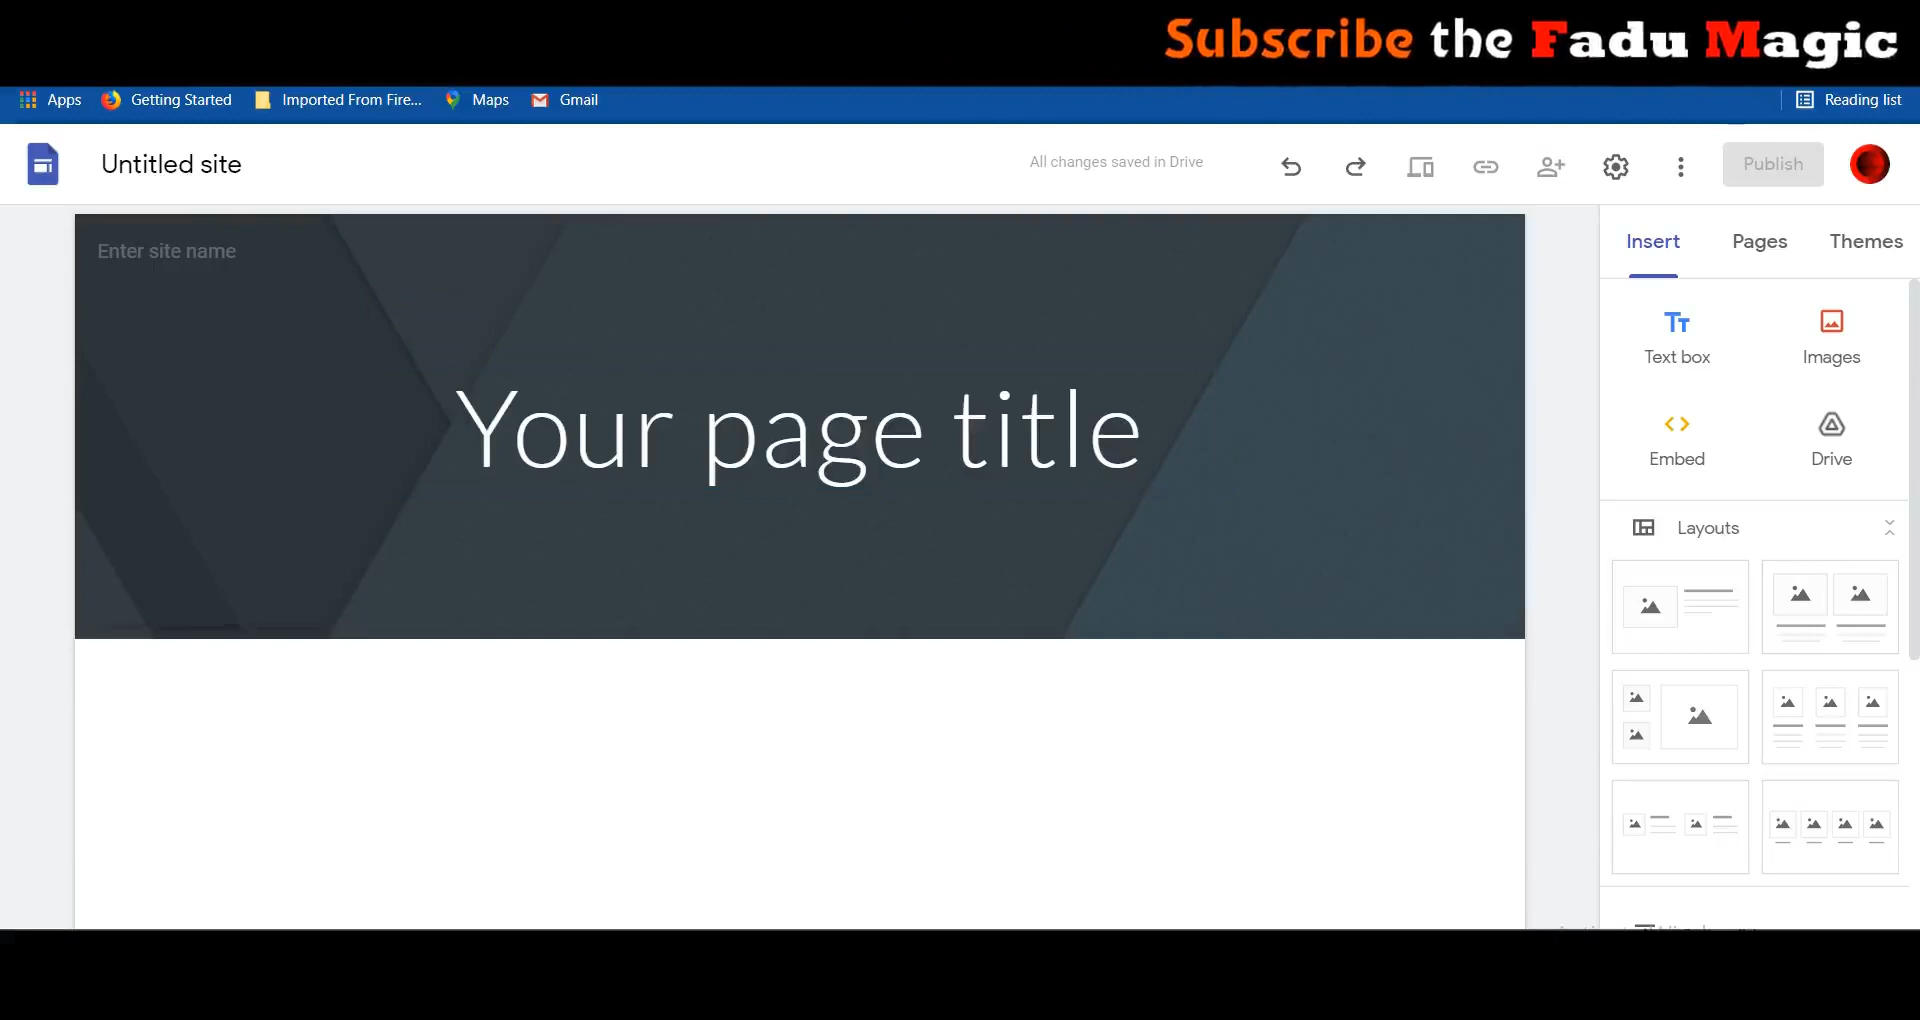 Subscribe the Fadu Magic
Apps Getting Started Imported From Fire... Maps Gmail Reading list
Untitled site All changes saved in Drive Publish
Enter site name
Insert Pages Themes
Your page title
Text box Images
Embed Drive
Layouts